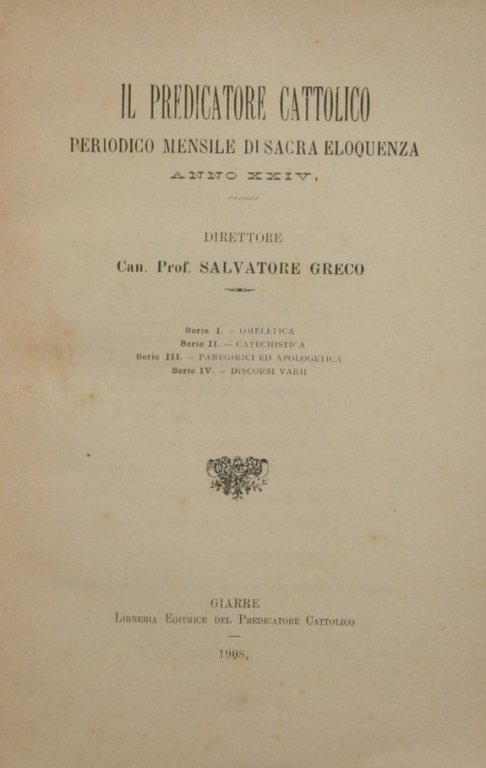 IL PREDICATORE CATTOLICO
PERIODICO MENSILE DI SACRA ELOQUENZA
ANNO XXIV.
DIRETTORE
Can. Prof. SALVATORE GRECO
Serie I. – OMELETICA
Serie II. – CATECHISTICA
Serie III. – PANEGIRICI ED APOLOGETICA
Serie IV. – DISCORSI VARII
GIARRE
LIBRERIA EDITRICE DEL PREDICATORE CATTOLICO
1908.